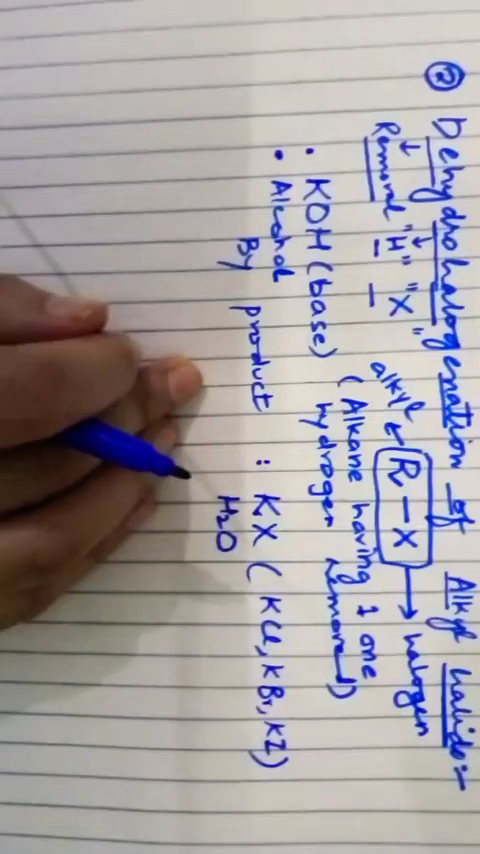 ② Dehydrohalogenation of Alkyl halide:-
↓ ↓
Removal "H" "X"
alkyl ← R - X → halogen
(Alkane having 1 one
hydrogen removed)
• KOH (base)
• Alcohol
By product : KX (KCl, KBr, KI)
H₂O